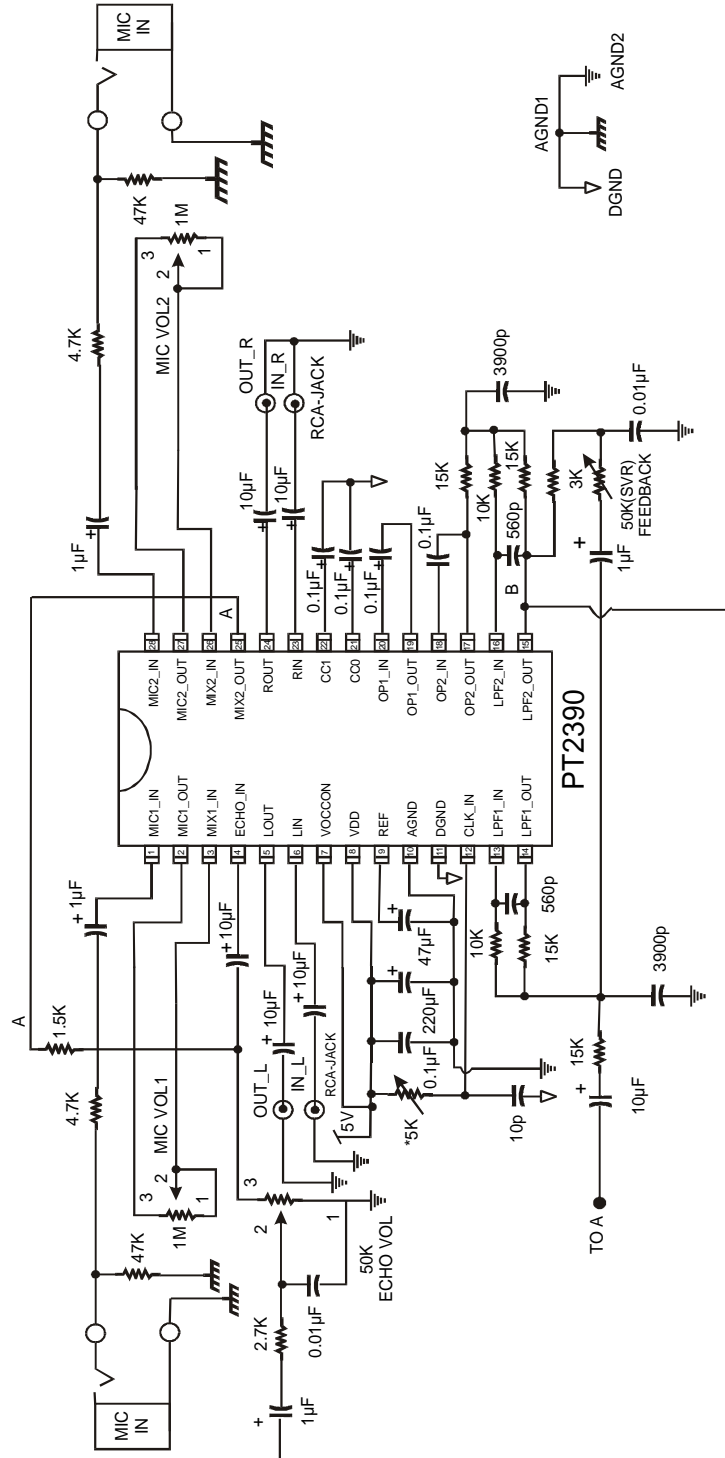 MIC IN
MIC IN
4.7K
47K
1M
MIC VOL1
3
2
1
A
1.5K
+
1µF
+
10µF
+
10µF
+
10µF
OUT_L
IN_L
RCA-JACK
5V
*5K
10p
0.1µF
220µF
+
47µF
+
2.7K
0.01µF
+
1µF
3
2
1
50K
ECHO VOL
10K
15K
560p
3900p
15K
+
10µF
TO A
1 MIC1_IN
2 MIC1_OUT
3 MIX1_IN
4 ECHO_IN
5 LOUT
6 LIN
7 VOCCON
8 VDD
9 REF
10 AGND
11 DGND
12 CLK_IN
13 LPF1_IN
14 LPF1_OUT
MIC2_IN 28
MIC2_OUT 27
MIX2_IN 26
MIX2_OUT 25
ROUT 24
RIN 23
CC1 22
CC0 21
OP1_IN 20
OP1_OUT 19
OP2_IN 18
OP2_OUT 17
LPF2_IN 16
LPF2_OUT 15
PT2390
+
1µF
4.7K
47K
1M
MIC VOL2
3
2
1
A
+
10µF
+
10µF
OUT_R
IN_R
RCA-JACK
+
0.1µF
+
0.1µF
+
0.1µF
0.1µF
15K
10K
15K
560p
B
3900p
3K
50K(SVR)
FEEDBACK
+
1µF
0.01µF
AGND1
DGND
AGND2